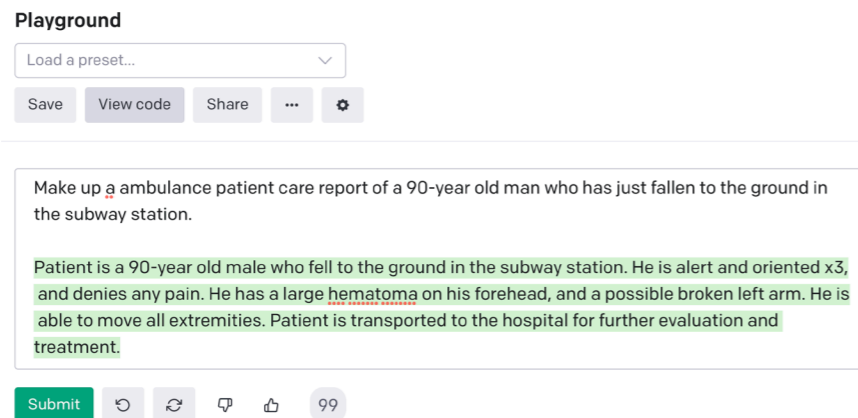 Playground
Load a preset...
Save View code Share ...
Make up a ambulance patient care report of a 90-year old man who has just fallen to the ground in
the subway station.
Patient is a 90-year old male who fell to the ground in the subway station. He is alert and oriented x3,
and denies any pain. He has a large hematoma on his forehead, and a possible broken left arm. He is
able to move all extremities. Patient is transported to the hospital for further evaluation and
treatment.
Submit 99